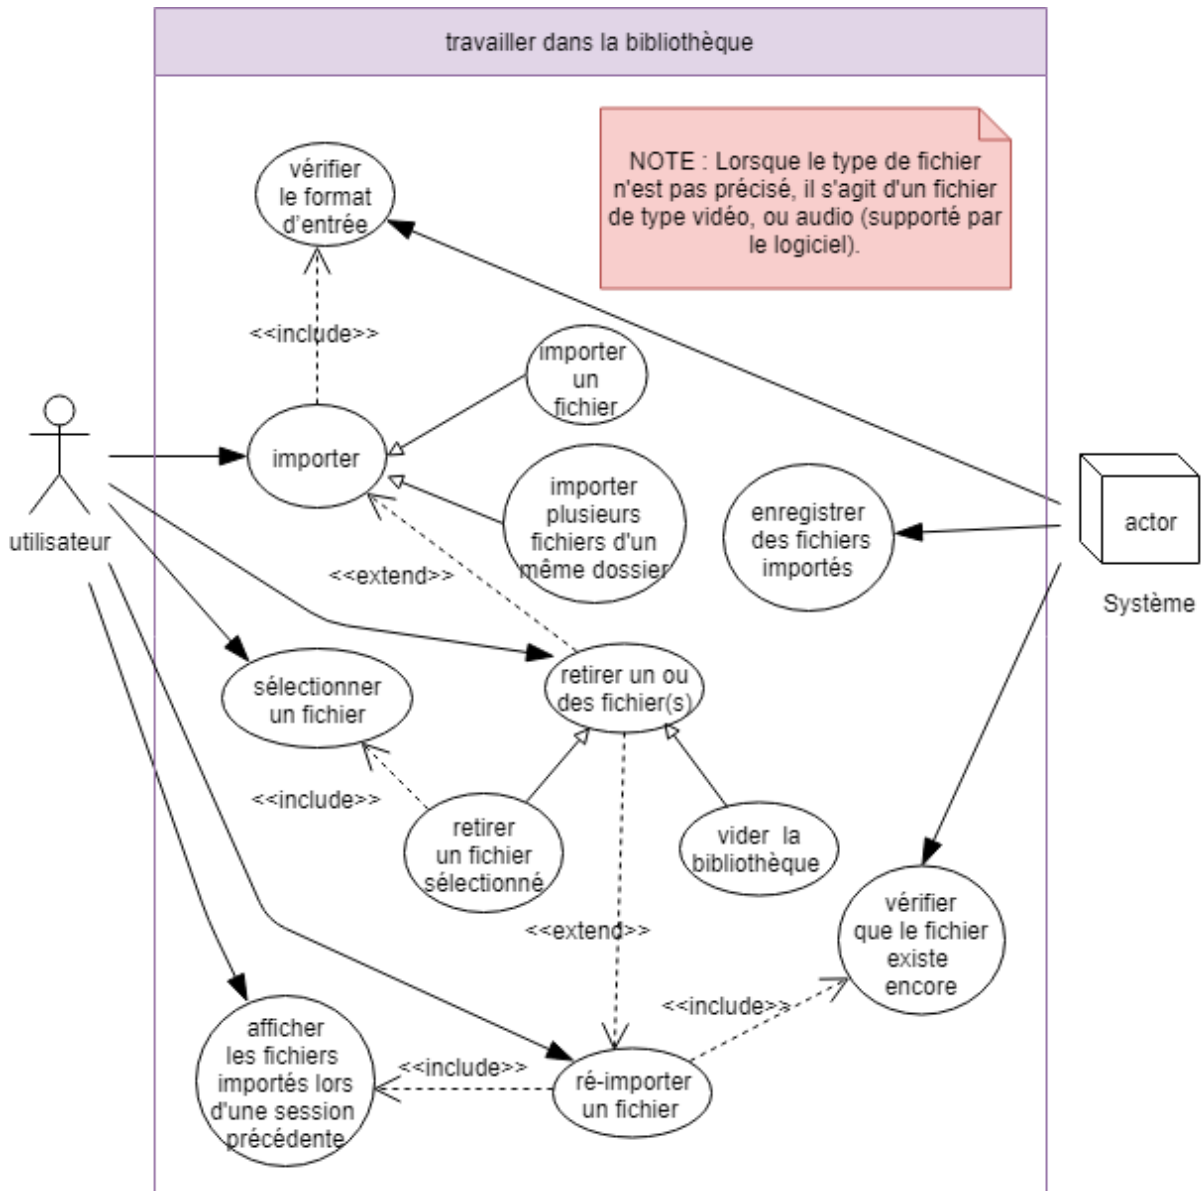 travailler dans la bibliothèque
NOTE : Lorsque le type de fichier
n'est pas précisé, il s'agit d'un fichier
de type vidéo, ou audio (supporté par
le logiciel).
vérifier
le format
d'entrée
<<include>>
importer
un
fichier
importer
importer
plusieurs
fichiers d'un
même dossier
enregistrer
des fichiers
importés
actor
Système
utilisateur
<<extend>>
retirer un ou
des fichier(s)
sélectionner
un fichier
<<include>>
retirer
un fichier
sélectionné
vider la
bibliothèque
<<extend>>
vérifier
que le fichier
existe
encore
<<include>>
afficher
les fichiers
importés lors
d'une session
précédente
<<include>>
ré-importer
un fichier